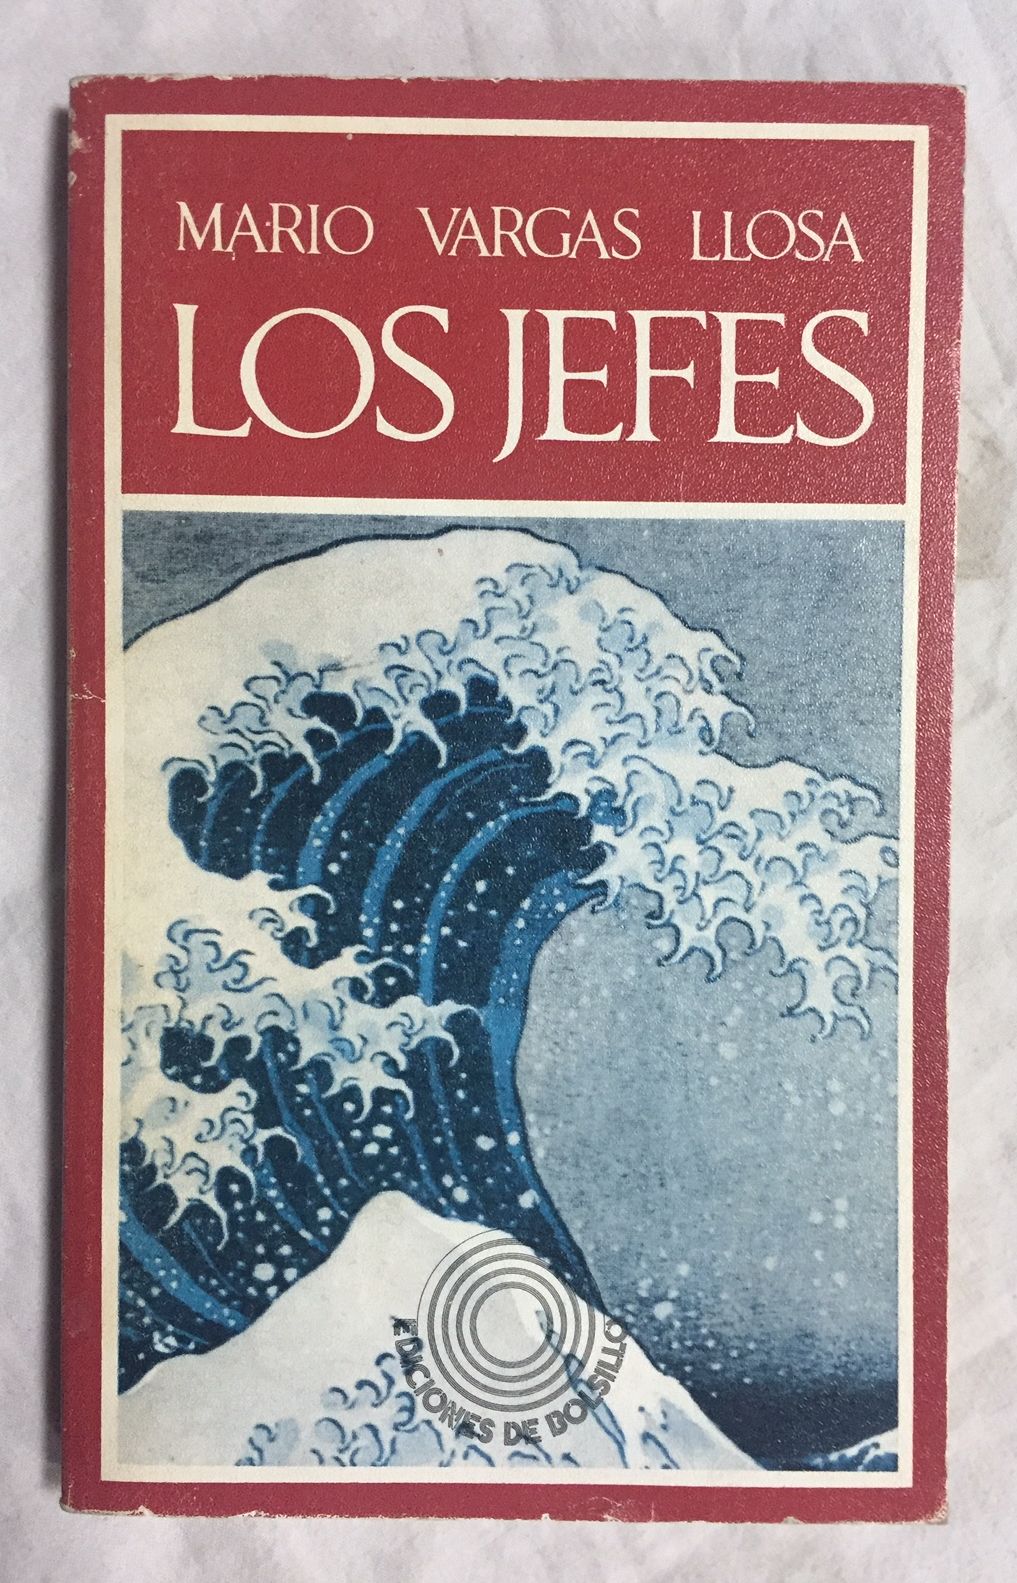 MARIO VARGAS LLOSA
LOS JEFES
EDICIONES DE BOLSILLO